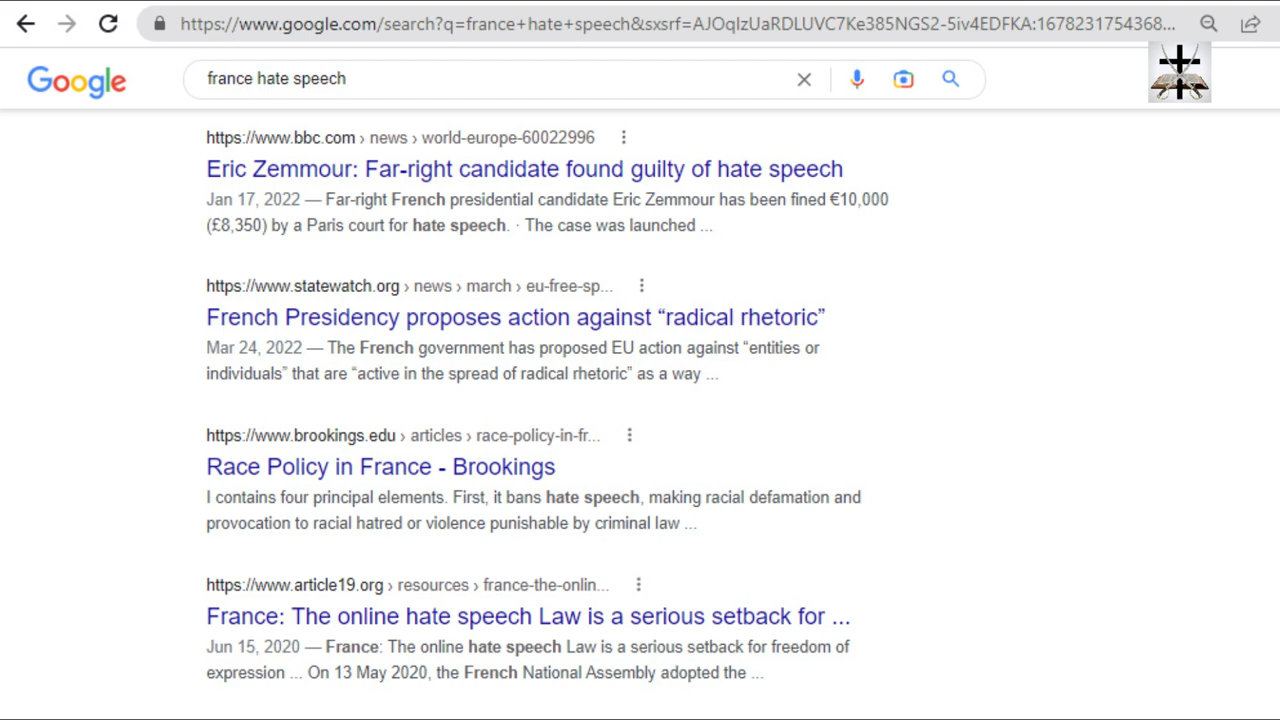 https://www.google.com/search?q=france+hate+speech&sxsrf=AJOqlzUaRDLUVC7Ke385NGS2-5iv4EDFKA:1678231754368...
Google
france hate speech
https://www.bbc.com › news › world-europe-60022996
Eric Zemmour: Far-right candidate found guilty of hate speech
Jan 17, 2022 — Far-right French presidential candidate Eric Zemmour has been fined €10,000
(£8,350) by a Paris court for hate speech. · The case was launched ...
https://www.statewatch.org › news › march › eu-free-sp...
French Presidency proposes action against “radical rhetoric”
Mar 24, 2022 — The French government has proposed EU action against “entities or
individuals” that are “active in the spread of radical rhetoric” as a way ...
https://www.brookings.edu › articles › race-policy-in-fr...
Race Policy in France - Brookings
I contains four principal elements. First, it bans hate speech, making racial defamation and
provocation to racial hatred or violence punishable by criminal law ...
https://www.article19.org › resources › france-the-onlin...
France: The online hate speech Law is a serious setback for ...
Jun 15, 2020 — France: The online hate speech Law is a serious setback for freedom of
expression ... On 13 May 2020, the French National Assembly adopted the ...